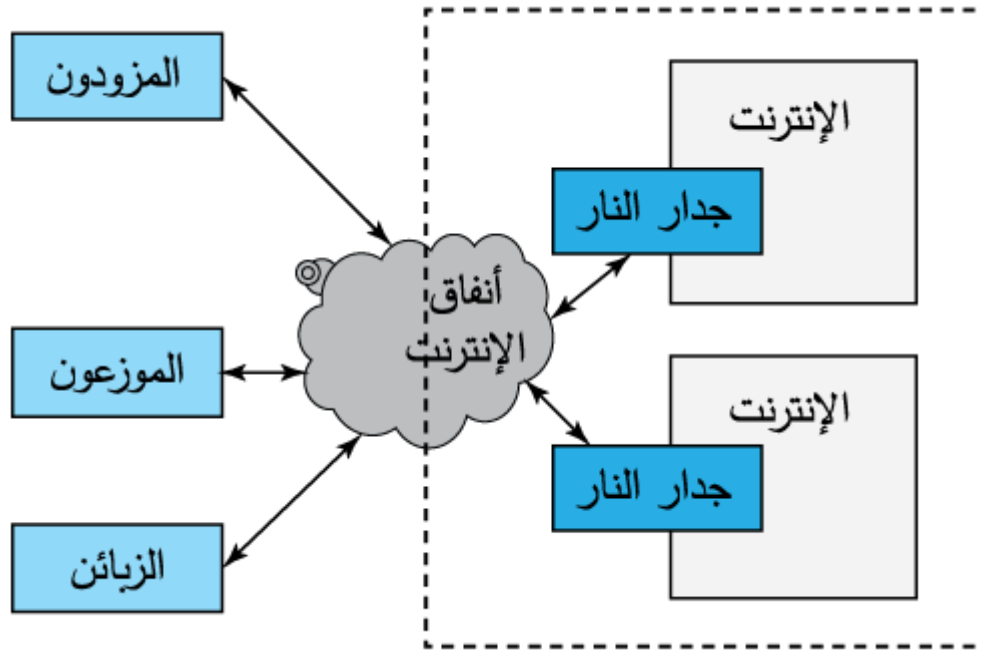 المزودون
الإنترنت
جدار النار
أنفاق
الإنترنت
الموزعون
الإنترنت
جدار النار
الزبائن